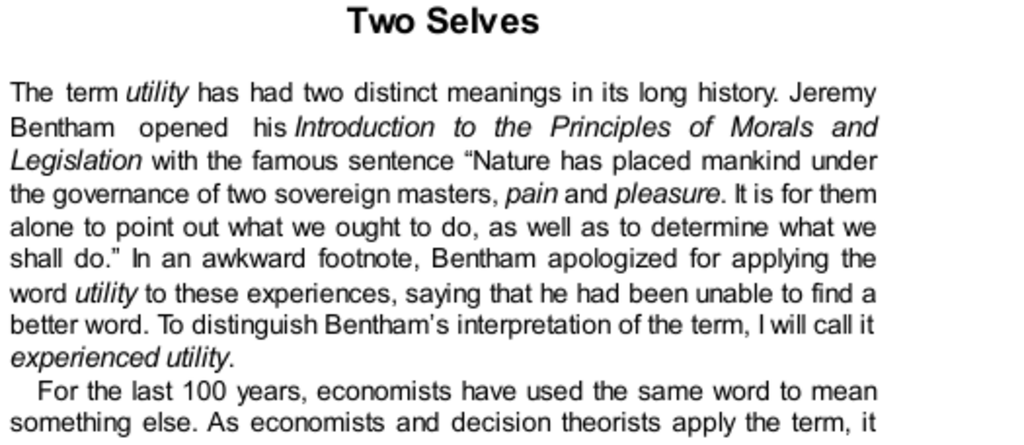 Two Selves
The term utility has had two distinct meanings in its long history. Jeremy
Bentham opened his Introduction to the Principles of Morals and
Legislation with the famous sentence “Nature has placed mankind under
the governance of two sovereign masters, pain and pleasure. It is for them
alone to point out what we ought to do, as well as to determine what we
shall do.” In an awkward footnote, Bentham apologized for applying the
word utility to these experiences, saying that he had been unable to find a
better word. To distinguish Bentham’s interpretation of the term, I will call it
experienced utility.
For the last 100 years, economists have used the same word to mean
something else. As economists and decision theorists apply the term, it